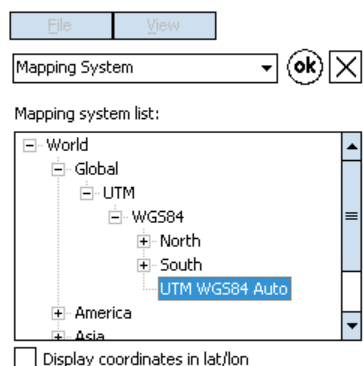 File View
Mapping System ok
Mapping system list:
World
Global
UTM
WGS84
North
South
UTM WGS84 Auto
America
Asia
Display coordinates in lat/lon